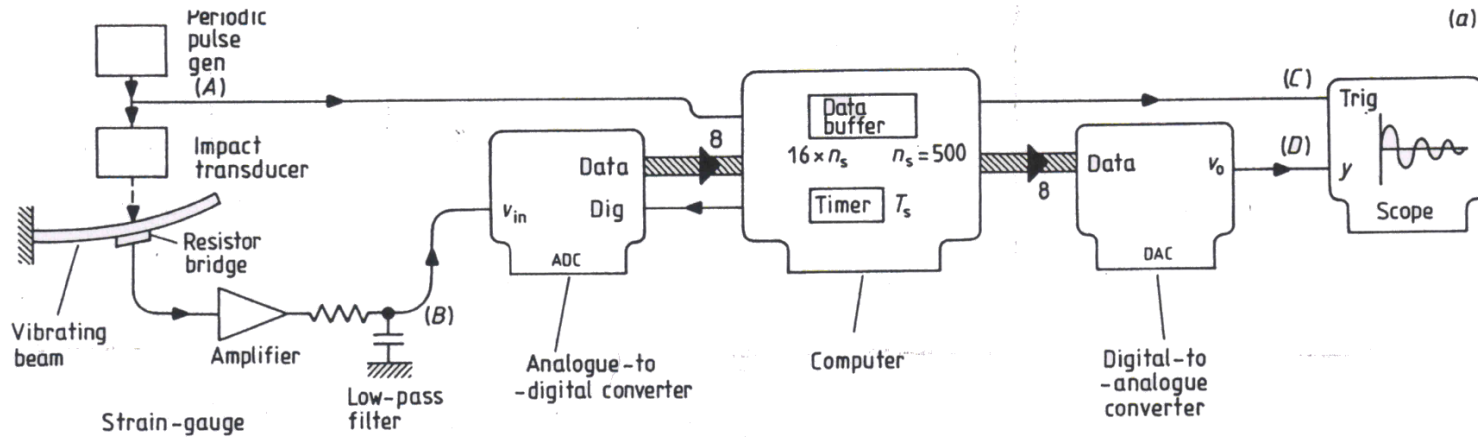 (a)
Periodic
pulse
gen
(A)
Impact
transducer
Resistor
bridge
Vibrating
beam
Strain-gauge
Amplifier
Low-pass
filter
(B)
8
Data
v_in
Dig
ADC
Analogue-to
-digital converter
Data
buffer
16 × n_s n_s = 500
Timer T_s
Computer
8
Data
v_o
DAC
Digital-to
-analogue
converter
(C)
(D)
Trig
y
Scope